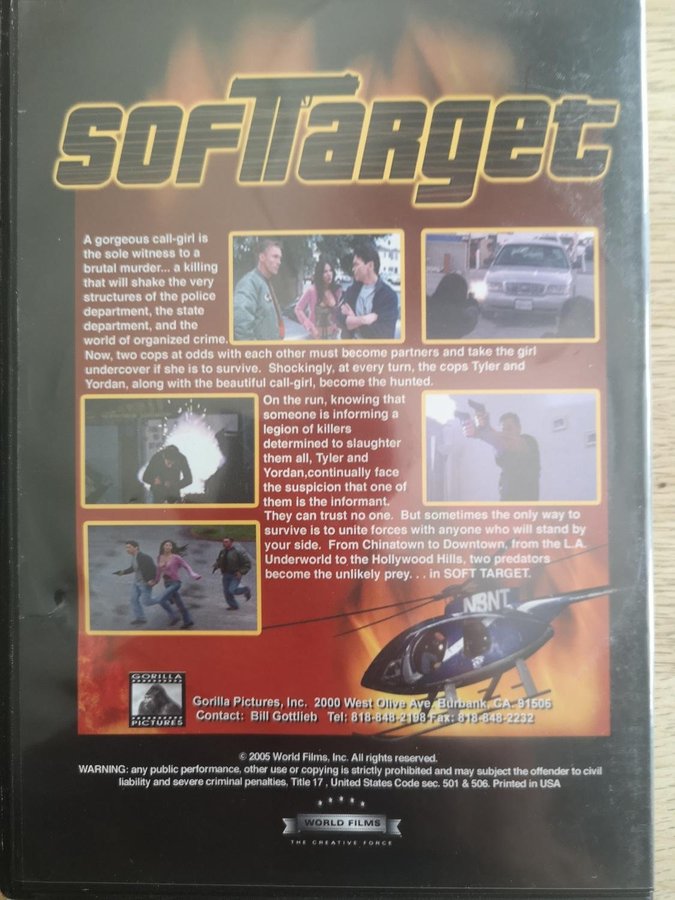 SOFT TARGET
A gorgeous call-girl is
the sole witness to a
brutal murder... a killing
that will shake the very
structures of the police
department, the state
department, and the
world of organized crime.
Now, two cops at odds with each other must become partners and take the girl
undercover if she is to survive. Shockingly, at every turn, the cops Tyler and
Yordan, along with the beautiful call-girl, become the hunted.
On the run, knowing that
someone is informing a
legion of killers
determined to slaughter
them all, Tyler and
Yordan,continually face
the suspicion that one of
them is the informant.
They can trust no one. But sometimes the only way to
survive is to unite forces with anyone who will stand by
your side. From Chinatown to Downtown, from the L.A.
Underworld to the Hollywood Hills, two predators
become the unlikely prey. . . in SOFT TARGET.
GORILLA
PICTURES
Gorilla Pictures, Inc. 2000 West Olive Ave, Burbank, CA. 91506
Contact: Bill Gottlieb Tel: 818-848-2198 Fax: 818-848-2232
© 2005 World Films, Inc. All rights reserved.
WARNING: any public performance, other use or copying is strictly prohibited and may subject the offender to civil
liability and severe criminal penalties, Title 17 , United States Code sec. 501 & 506. Printed in USA
WORLD FILMS
THE CREATIVE FORCE